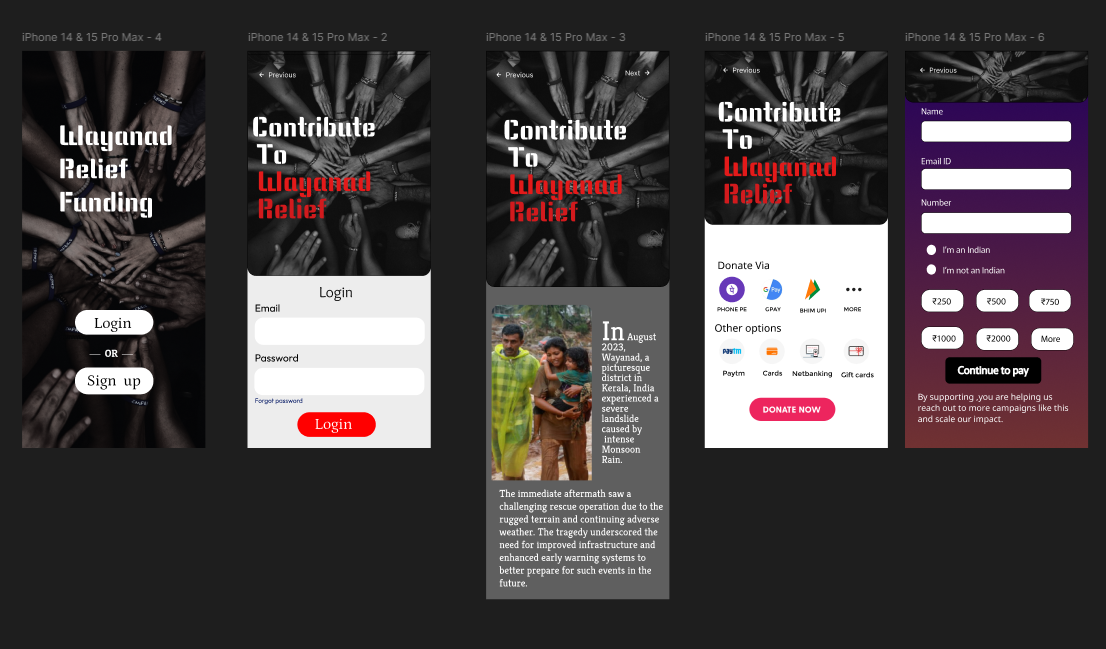 iPhone 14 & 15 Pro Max - 4
Wayanad
Relief
Funding
Login
OR
Sign up
iPhone 14 & 15 Pro Max - 2
← Previous
Contribute
To
Wayanad
Relief
Login
Email
Password
Forgot password
Login
iPhone 14 & 15 Pro Max - 3
← Previous
Next →
Contribute
To
Wayanad
Relief
In August
2023,
Wayanad, a
picturesque
district in
Kerala, India
experienced a
severe
landslide
caused by
intense
Monsoon
Rain.
The immediate aftermath saw a
challenging rescue operation due to the
rugged terrain and continuing adverse
weather. The tragedy underscored the
need for improved infrastructure and
enhanced early warning systems to
better prepare for such events in the
future.
iPhone 14 & 15 Pro Max - 5
← Previous
Contribute
To
Wayanad
Relief
Donate Via
G Pay
PHONE PE GPAY BHIM UPI MORE
Other options
paytm
Paytm Cards Netbanking Gift cards
DONATE NOW
iPhone 14 & 15 Pro Max - 6
← Previous
Name
Email ID
Number
I'm an Indian
I'm not an Indian
₹250 ₹500 ₹750
₹1000 ₹2000 More
Continue to pay
By supporting ,you are helping us
reach out to more campaigns like this
and scale our impact.